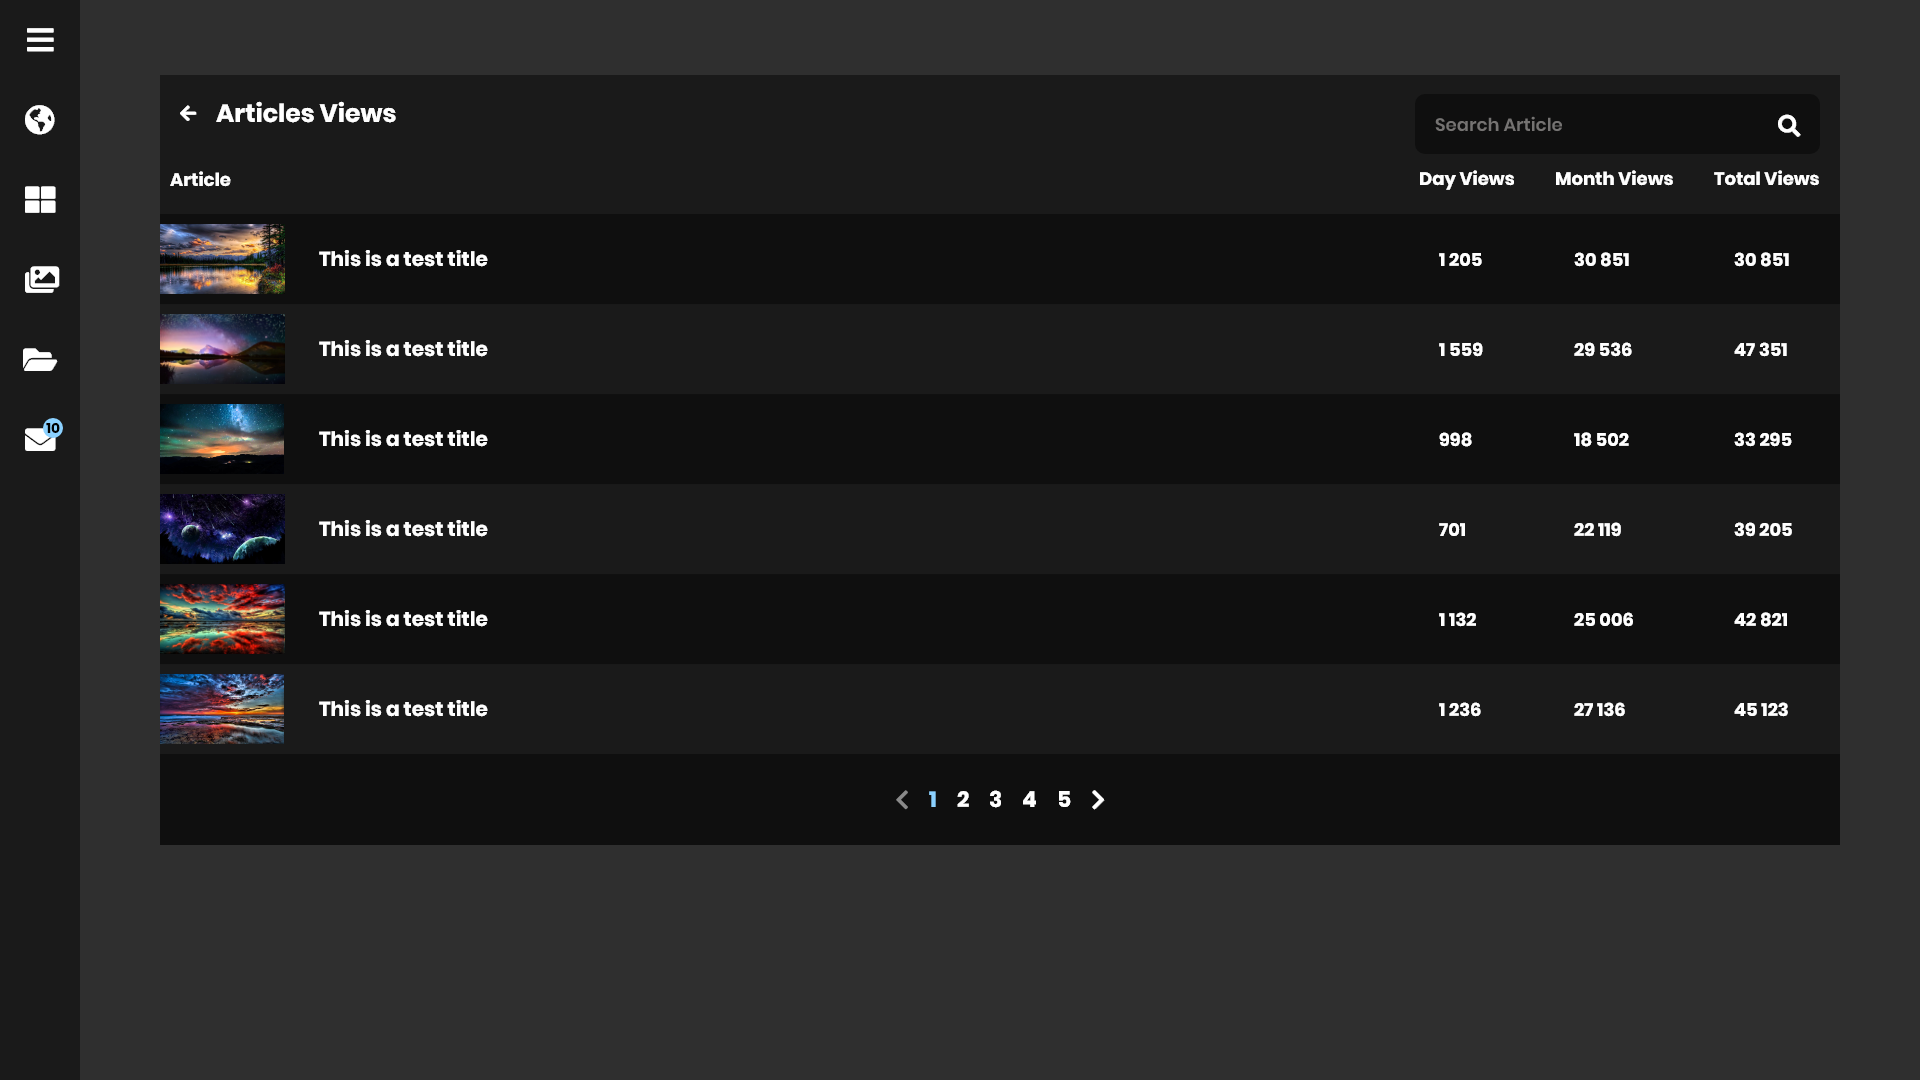 Articles Views
Search Article
Article Day Views Month Views Total Views
This is a test title 1 205 30 851 30 851
This is a test title 1 559 29 536 47 351
10
This is a test title 998 18 502 33 295
This is a test title 701 22 119 39 205
This is a test title 1 132 25 006 42 821
This is a test title 1 236 27 136 45 123
1 2 3 4 5